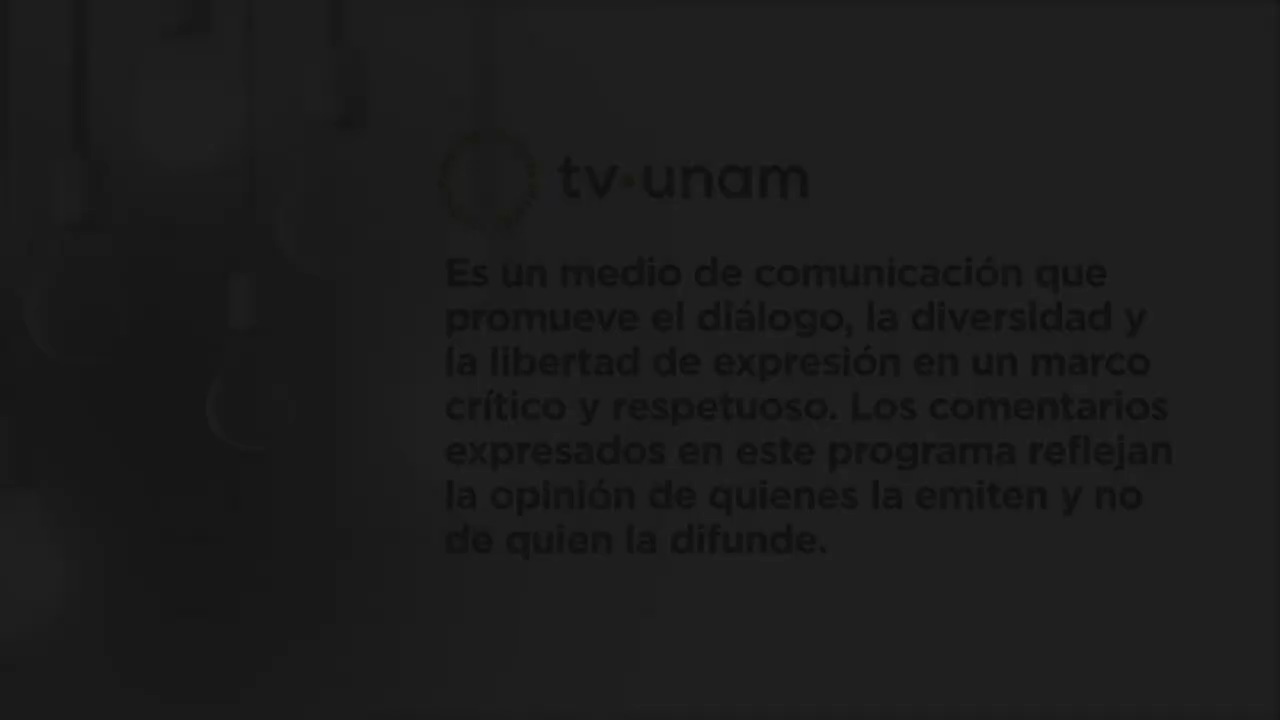 tv·unam
Es un medio de comunicación que
promueve el diálogo, la diversidad y
la libertad de expresión en un marco
crítico y respetuoso. Los comentarios
expresados en este programa reflejan
la opinión de quienes la emiten y no
de quien la difunde.